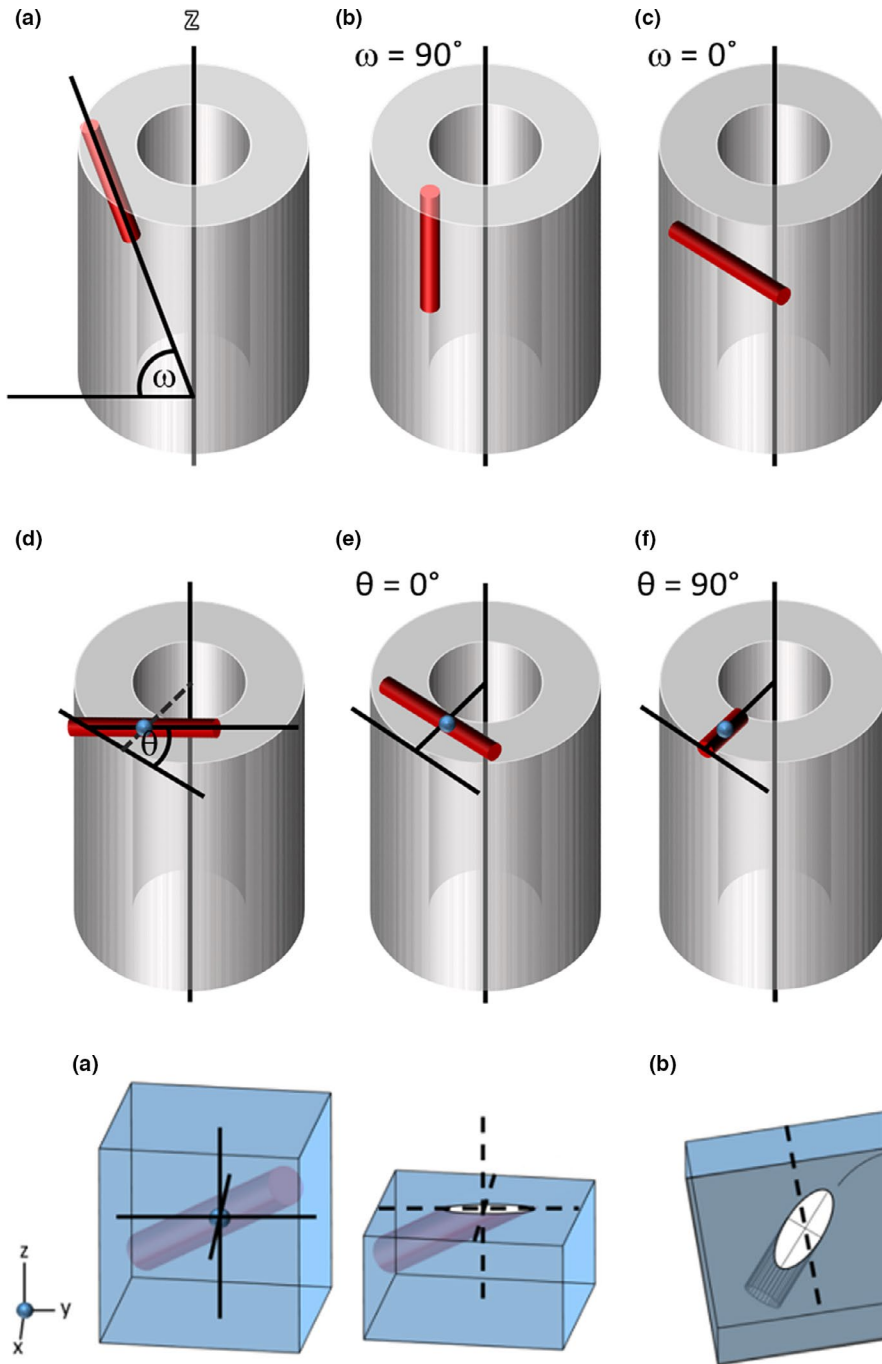 (a)
z
(b)
ω = 90°
(c)
ω = 0°
ω
(d)
(e)
θ = 0°
(f)
θ = 90°
θ
(a)
(b)
z
y
x